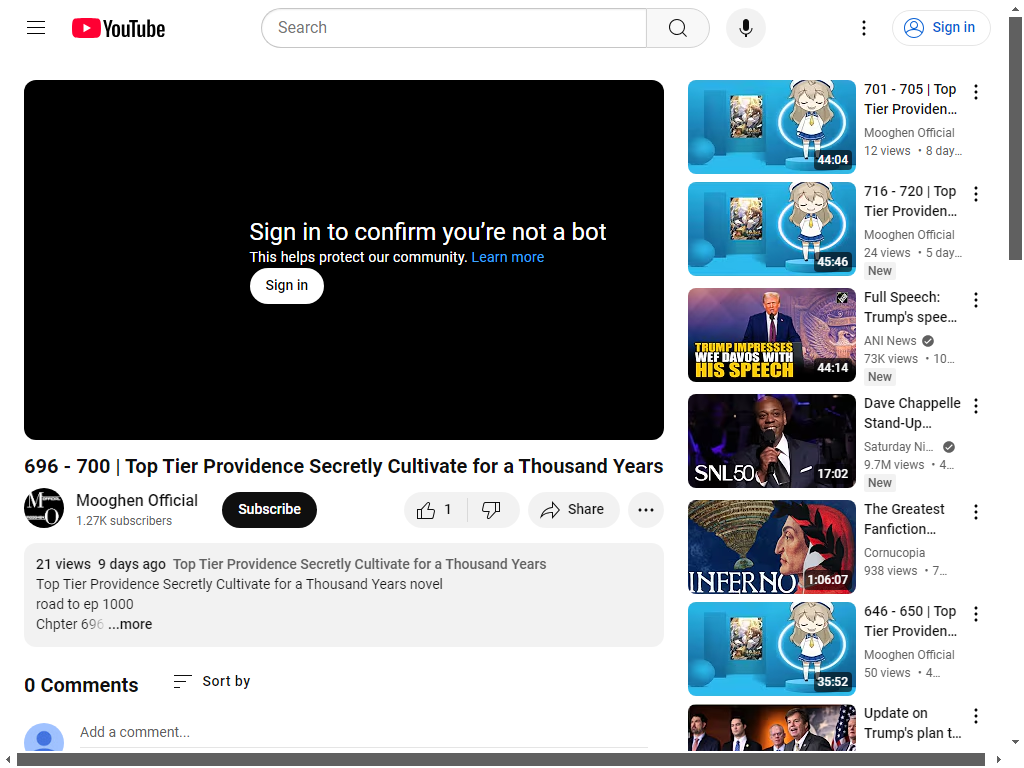 YouTube
Search
Sign in
Sign in to confirm you’re not a bot
This helps protect our community. Learn more
Sign in
696 - 700 | Top Tier Providence Secretly Cultivate for a Thousand Years
Mooghen Official
1.27K subscribers
Subscribe
1
Share
21 views 9 days ago Top Tier Providence Secretly Cultivate for a Thousand Years
Top Tier Providence Secretly Cultivate for a Thousand Years novel
road to ep 1000
Chpter 696 ...more
0 Comments
Sort by
Add a comment...
44:04
701 - 705 | Top
Tier Providen...
Mooghen Official
12 views • 8 day...
45:46
716 - 720 | Top
Tier Providen...
Mooghen Official
24 views • 5 day...
New
TRUMP IMPRESSES
WEF DAVOS WITH
HIS SPEECH
44:14
Full Speech:
Trump's spee...
ANI News
73K views • 10...
New
SNL50
17:02
Dave Chappelle
Stand-Up...
Saturday Ni...
9.7M views • 4...
New
INFERNO
1:06:07
The Greatest
Fanfiction...
Cornucopia
938 views • 7...
35:52
646 - 650 | Top
Tier Providen...
Mooghen Official
50 views • 4...
Update on
Trump's plan t...